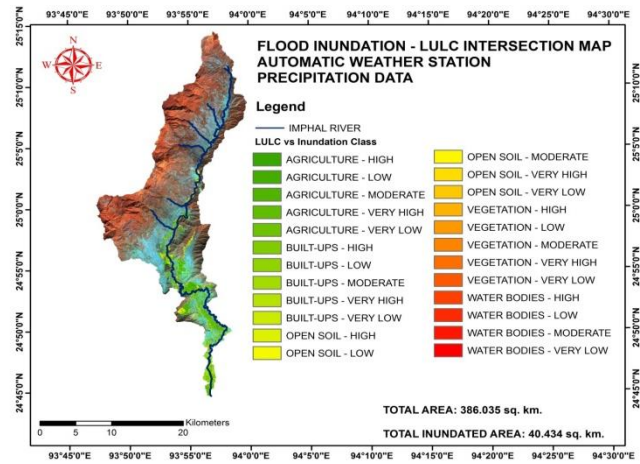 93°45'0"E 93°50'0"E 93°55'0"E 94°0'0"E 94°5'0"E 94°10'0"E 94°15'0"E 94°20'0"E 94°25'0"E 94°30'0"E
25°15'0"N
25°10'0"N
25°5'0"N
25°0'0"N
24°55'0"N
24°50'0"N
24°45'0"N
N
W E
S
FLOOD INUNDATION - LULC INTERSECTION MAP
AUTOMATIC WEATHER STATION
PRECIPITATION DATA
Legend
IMPHAL RIVER
LULC vs Inundation Class
AGRICULTURE - HIGH
AGRICULTURE - LOW
AGRICULTURE - MODERATE
AGRICULTURE - VERY HIGH
AGRICULTURE - VERY LOW
BUILT-UPS - HIGH
BUILT-UPS - LOW
BUILT-UPS - MODERATE
BUILT-UPS - VERY HIGH
BUILT-UPS - VERY LOW
OPEN SOIL - HIGH
OPEN SOIL - LOW
OPEN SOIL - MODERATE
OPEN SOIL - VERY HIGH
OPEN SOIL - VERY LOW
VEGETATION - HIGH
VEGETATION - LOW
VEGETATION - MODERATE
VEGETATION - VERY HIGH
VEGETATION - VERY LOW
WATER BODIES - HIGH
WATER BODIES - LOW
WATER BODIES - MODERATE
WATER BODIES - VERY LOW
TOTAL AREA: 386.035 sq. km.
TOTAL INUNDATED AREA: 40.434 sq. km.
Kilometers
0 5 10 20
25°15'0"N
25°10'0"N
25°5'0"N
25°0'0"N
24°55'0"N
24°50'0"N
24°45'0"N
93°45'0"E 93°50'0"E 93°55'0"E 94°0'0"E 94°5'0"E 94°10'0"E 94°15'0"E 94°20'0"E 94°25'0"E 94°30'0"E